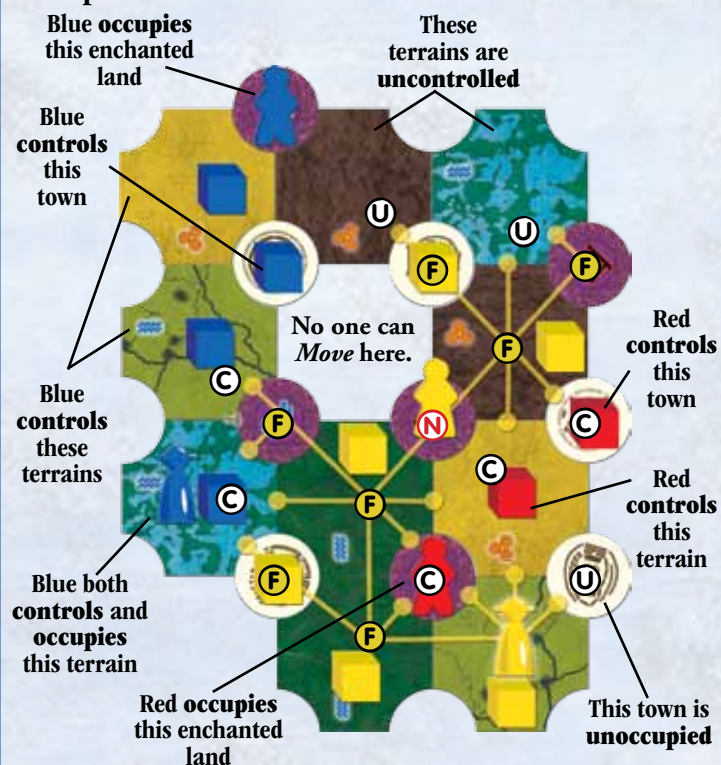 Blue occupies
this enchanted
land
These
terrains are
uncontrolled
Blue
controls
this
town
U
U
F
F
No one can
Move here.
F
Red
controls
this
town
C
Blue
controls
these
terrains
F
N
C
C
Red
controls
this
terrain
C
F
Blue both
controls and
occupies
this terrain
F
C
U
F
Red occupies
this enchanted
land
This town is
unoccupied